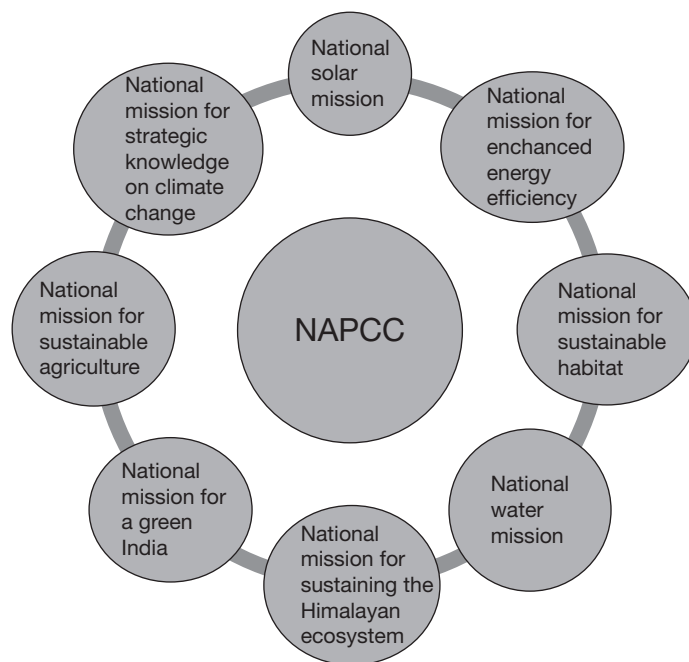 National
solar
mission
National
mission for
enchanced
energy
efficiency
National
mission for
sustainable
habitat
National
water
mission
National
mission for
sustaining the
Himalayan
ecosystem
National
mission for
a green
India
National
mission for
sustainable
agriculture
National
mission for
strategic
knowledge
on climate
change
NAPCC